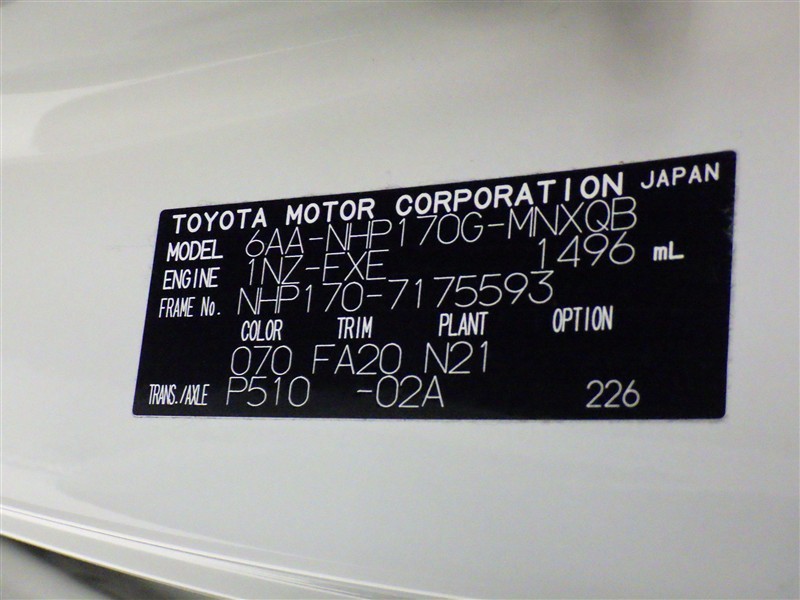 TOYOTA MOTOR CORPORATION JAPAN
MODEL 6AA-NHP170G-MNXQB
ENGINE 1NZ-EXE 1496 mL
FRAME No. NHP170-7175593
COLOR TRIM PLANT OPTION
070 FA20 N21
TRANS./AXLE P510 -02A 226